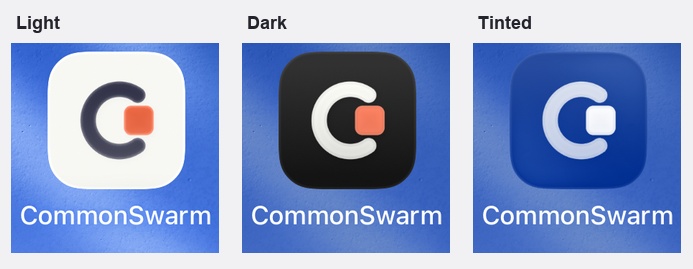 Light
Dark
Tinted
CommonSwarm
CommonSwarm
CommonSwarm